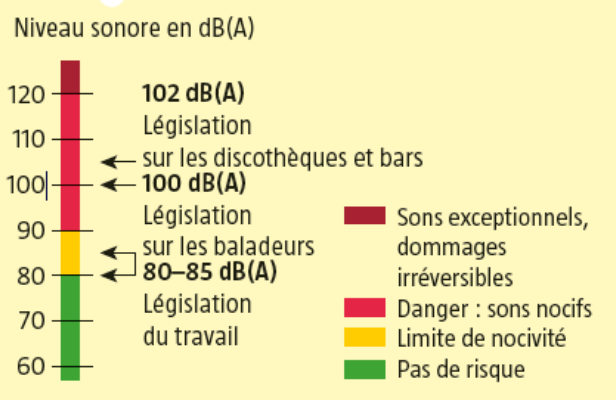 Niveau sonore en dB(A)
120
110
100
90
80
70
60
102 dB(A)
Législation
sur les discothèques et bars
100 dB(A)
Législation
sur les baladeurs
80–85 dB(A)
Législation
du travail
Sons exceptionnels,
dommages
irréversibles
Danger : sons nocifs
Limite de nocivité
Pas de risque